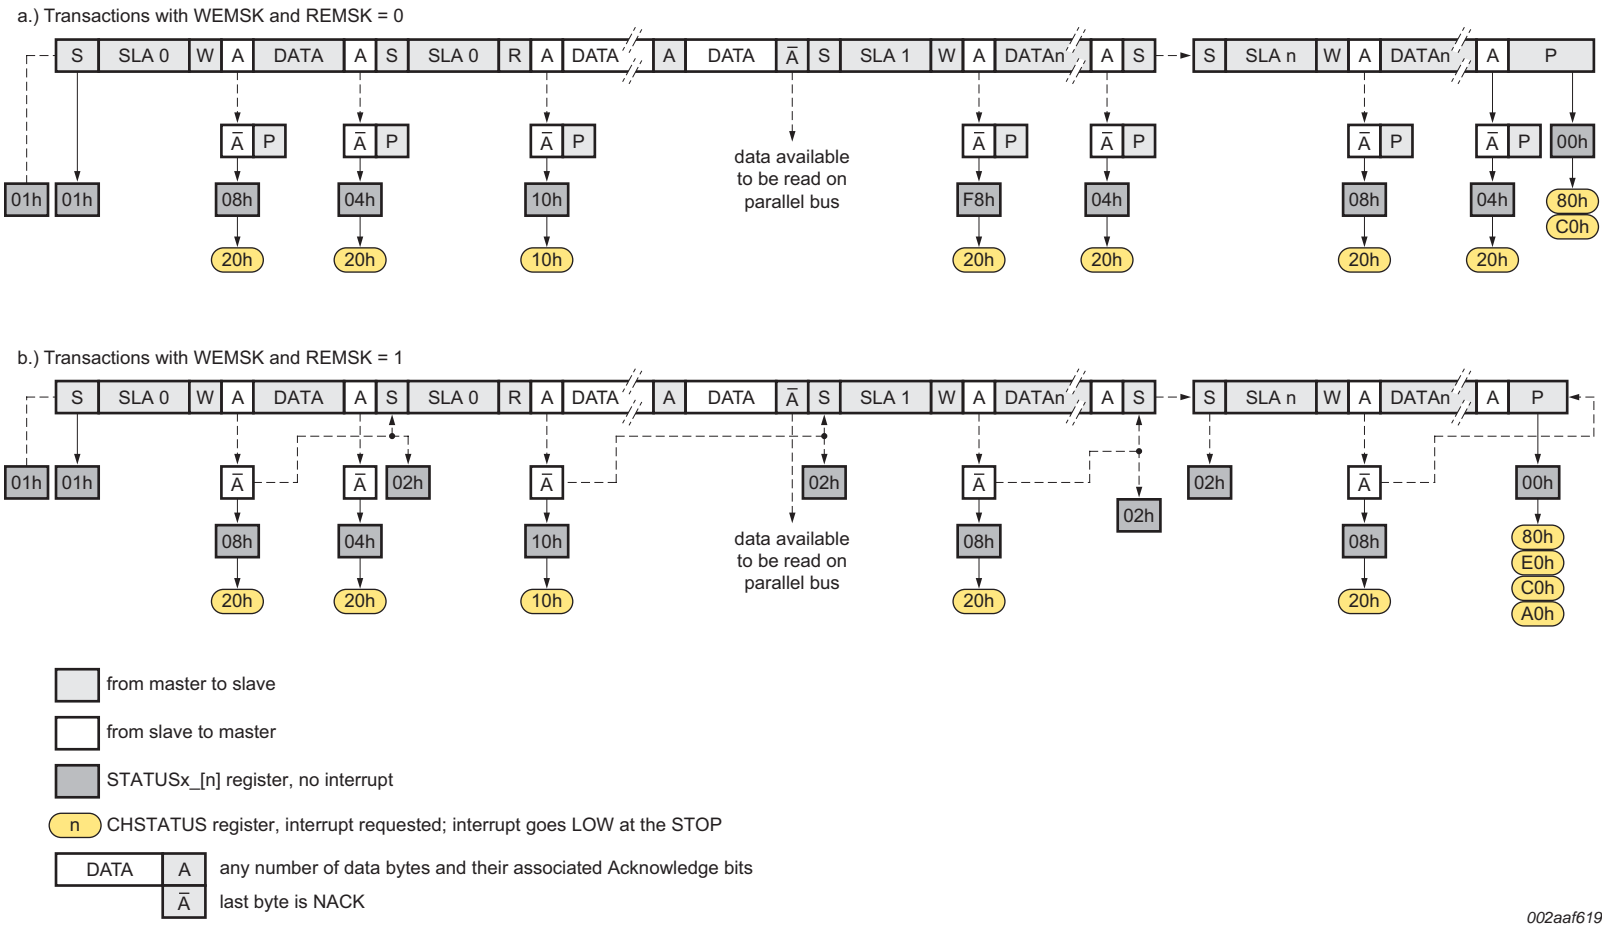 a.) Transactions with WEMSK and REMSK = 0
S SLA 0 W A DATA A S SLA 0 R A DATA A DATA A̅ S SLA 1 W A DATAn A S S SLA n W A DATAn A P
A̅ P A̅ P A̅ P A̅ P A̅ P A̅ P A̅ P 00h
data available
to be read on
parallel bus
01h 01h 08h 04h 10h F8h 04h 08h 04h 80h
C0h
20h 20h 10h 20h 20h 20h 20h
b.) Transactions with WEMSK and REMSK = 1
S SLA 0 W A DATA A S SLA 0 R A DATA A DATA A̅ S SLA 1 W A DATAn A S S SLA n W A DATAn A P
01h 01h A̅ A̅ 02h A̅ 02h A̅ 02h A̅ 00h
02h
08h 04h 10h 08h 08h 80h
data available
to be read on
parallel bus
E0h
C0h
A0h
20h 20h 10h 20h 20h
from master to slave
from slave to master
STATUSx_[n] register, no interrupt
n CHSTATUS register, interrupt requested; interrupt goes LOW at the STOP
DATA A any number of data bytes and their associated Acknowledge bits
A̅ last byte is NACK
002aaf619